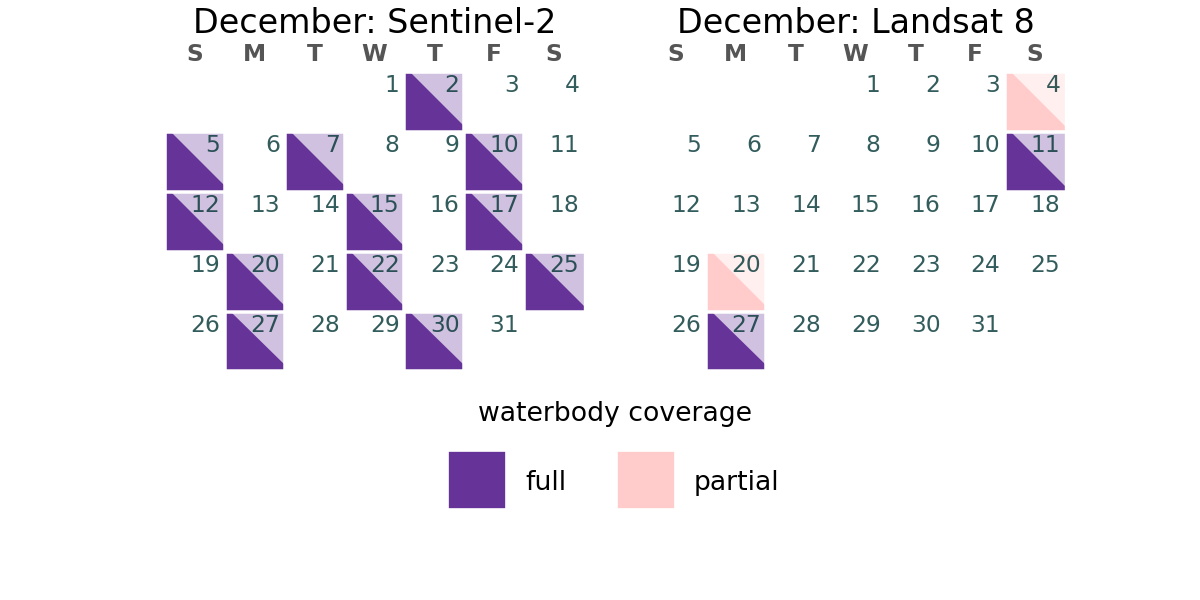 December: Sentinel-2
S M T W T F S
1 2 3 4
5 6 7 8 9 10 11
12 13 14 15 16 17 18
19 20 21 22 23 24 25
26 27 28 29 30 31
December: Landsat 8
S M T W T F S
1 2 3 4
5 6 7 8 9 10 11
12 13 14 15 16 17 18
19 20 21 22 23 24 25
26 27 28 29 30 31
waterbody coverage
full partial